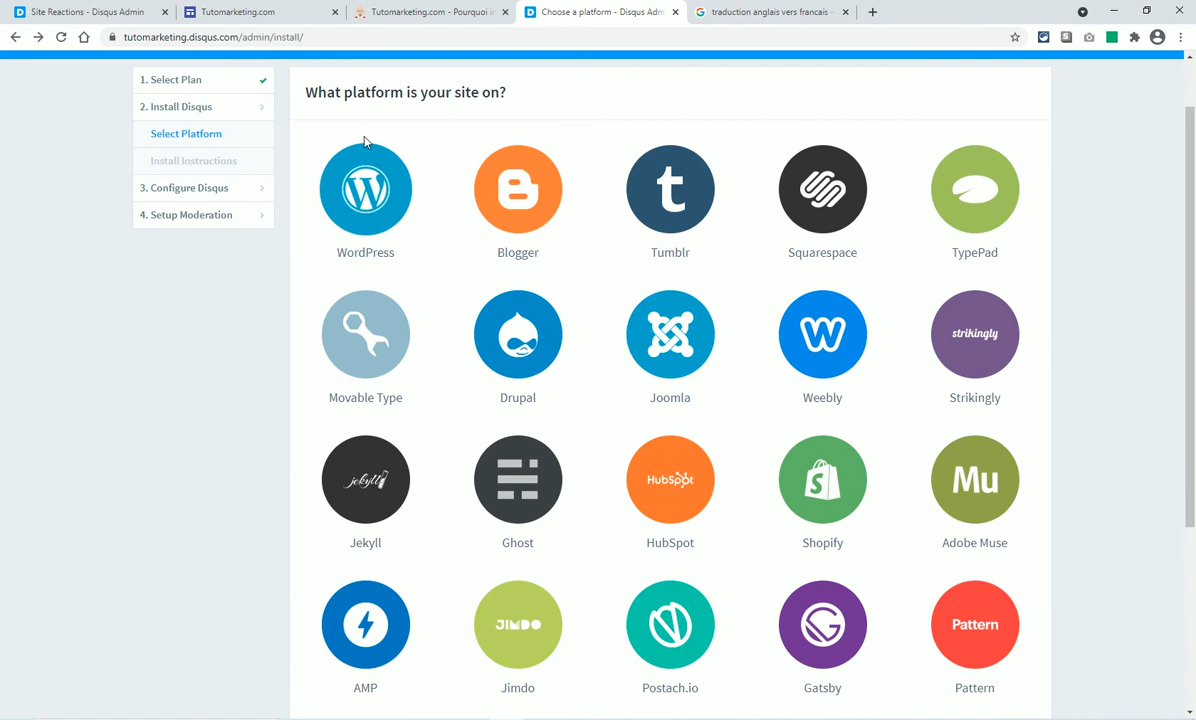 Site Reactions - Disqus Admin
Tutomarketing.com
Tutomarketing.com - Pourquoi i
Choose a platform - Disqus Adm
traduction anglais vers francais -
tutomarketing.disqus.com/admin/install/
1. Select Plan
2. Install Disqus
Select Platform
Install Instructions
3. Configure Disqus
4. Setup Moderation
What platform is your site on?
WordPress
Blogger
Tumblr
Squarespace
TypePad
strikingly
Movable Type
Drupal
Joomla
Weebly
Strikingly
jekyll
HubSpot
Mu
Jekyll
Ghost
HubSpot
Shopify
Adobe Muse
JIMDO
Pattern
AMP
Jimdo
Postach.io
Gatsby
Pattern